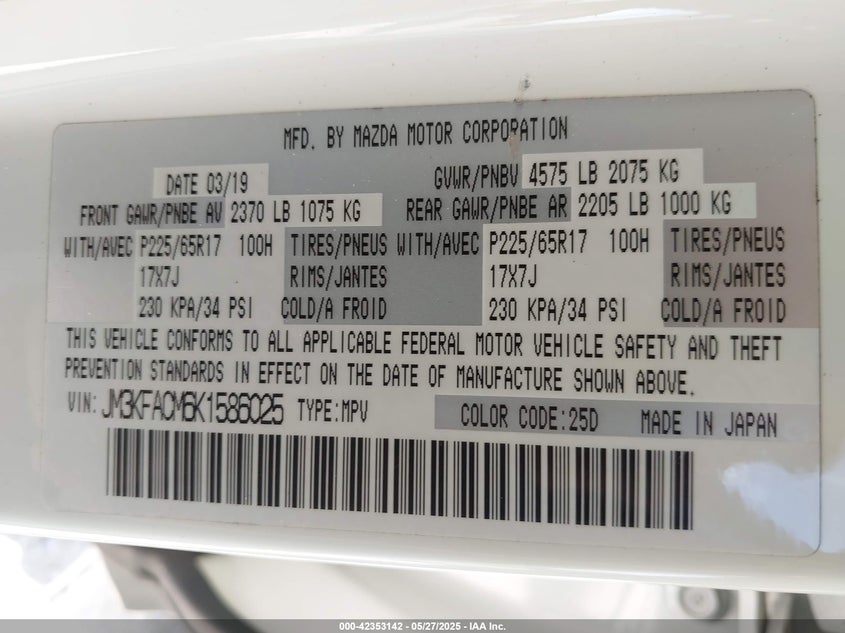 MFD. BY MAZDA MOTOR CORPORATION
DATE 03/19 GVWR/PNBV 4575 LB 2075 KG
FRONT GAWR/PNBE AV 2370 LB 1075 KG REAR GAWR/PNBE AR 2205 LB 1000 KG
WITH/AVEC P225/65R17 100H TIRES/PNEUS WITH/AVEC P225/65R17 100H TIRES/PNEUS
17X7J RIMS/JANTES 17X7J RIMS/JANTES
230 KPA/34 PSI COLD/A FROID 230 KPA/34 PSI COLD/A FROID
THIS VEHICLE CONFORMS TO ALL APPLICABLE FEDERAL MOTOR VEHICLE SAFETY AND THEFT
PREVENTION STANDARDS IN EFFECT ON THE DATE OF MANUFACTURE SHOWN ABOVE.
VIN: JM3KFACM6K1586025 TYPE:MPV COLOR CODE:25D MADE IN JAPAN
000-42353142 - 05/27/2025 - IAA Inc.